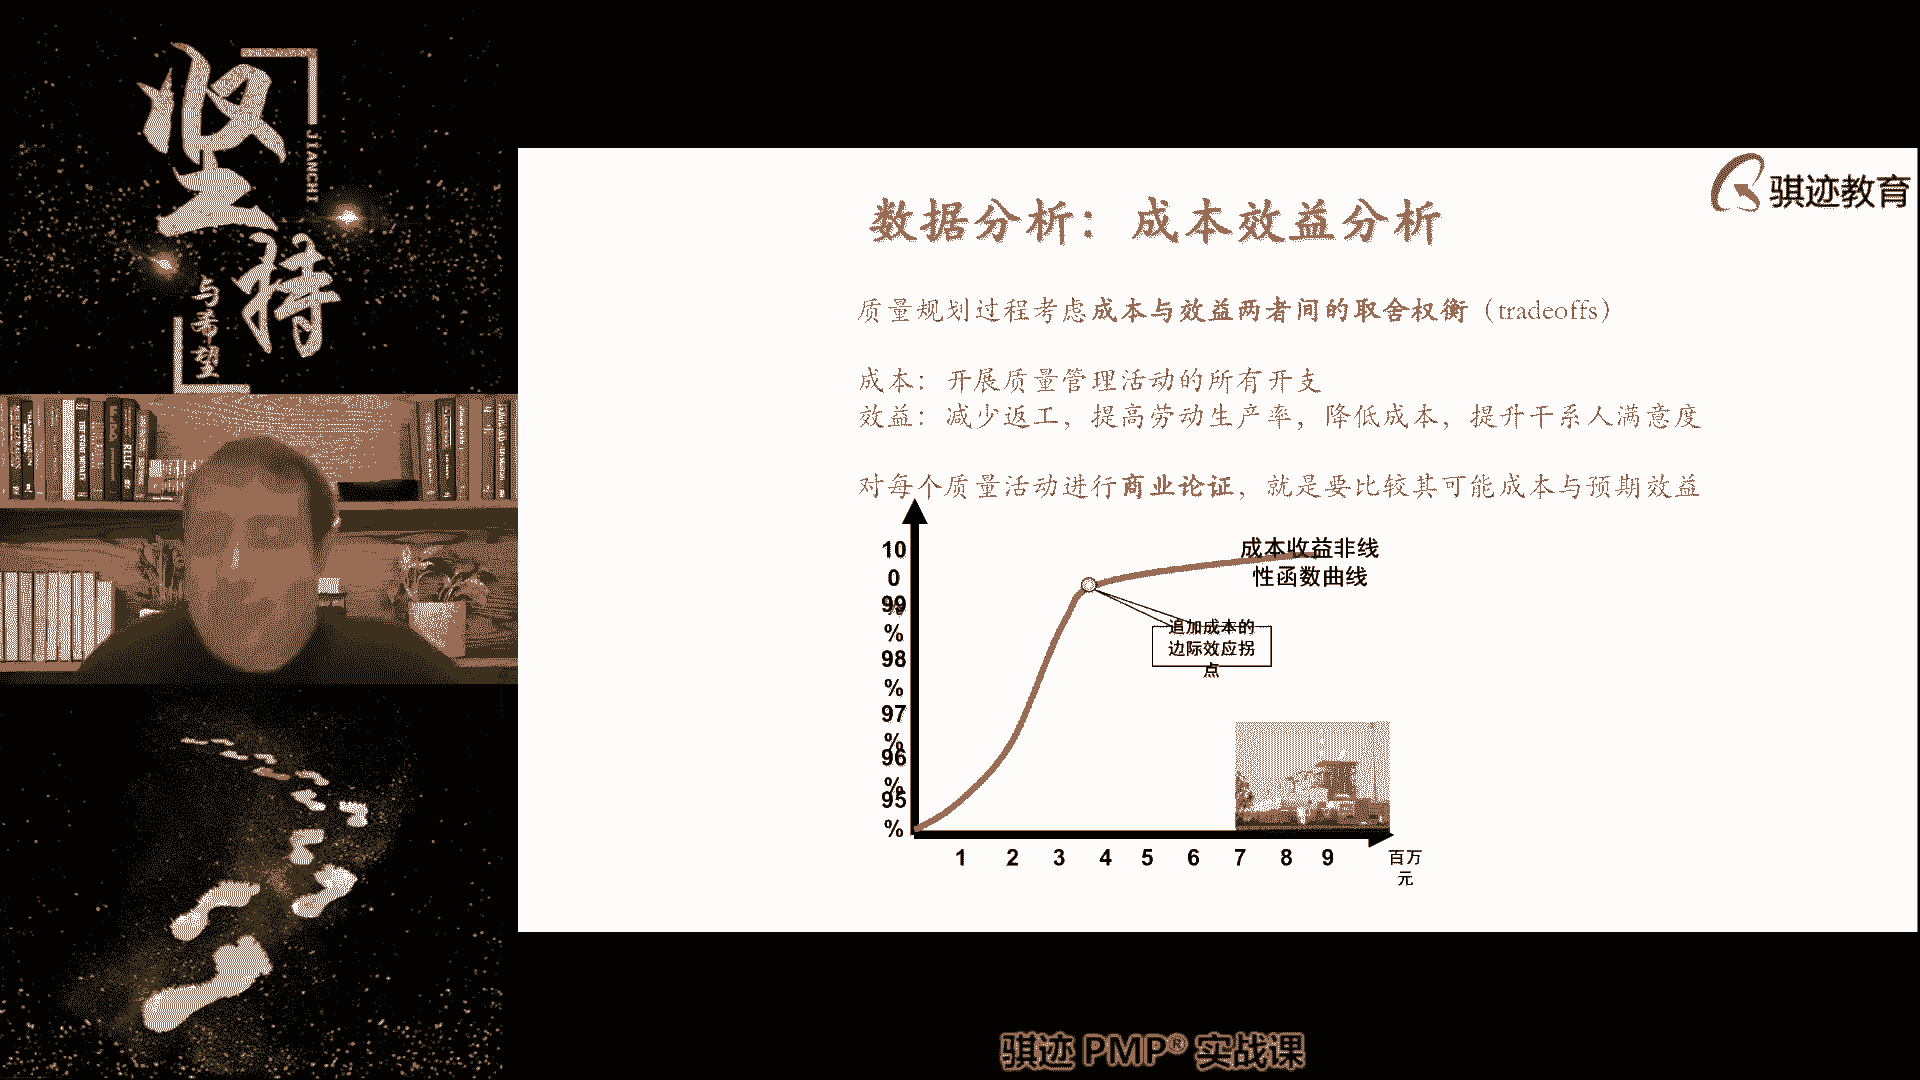 坚持
JIANCHI
与希望
骐迹教育
数据分析：成本效益分析
质量规划过程考虑成本与效益两者间的取舍权衡（tradeoffs）
成本：开展质量管理活动的所有开支
效益：减少返工，提高劳动生产率，降低成本，提升干系人满意度
对每个质量活动进行商业论证，就是要比较其可能成本与预期效益
10
0
%
99
%
98
%
97
%
96
%
95
%
成本收益非线
性函数曲线
追加成本的
边际效应拐
点
1 2 3 4 5 6 7 8 9
百万
元
骐迹 PMP® 实战课